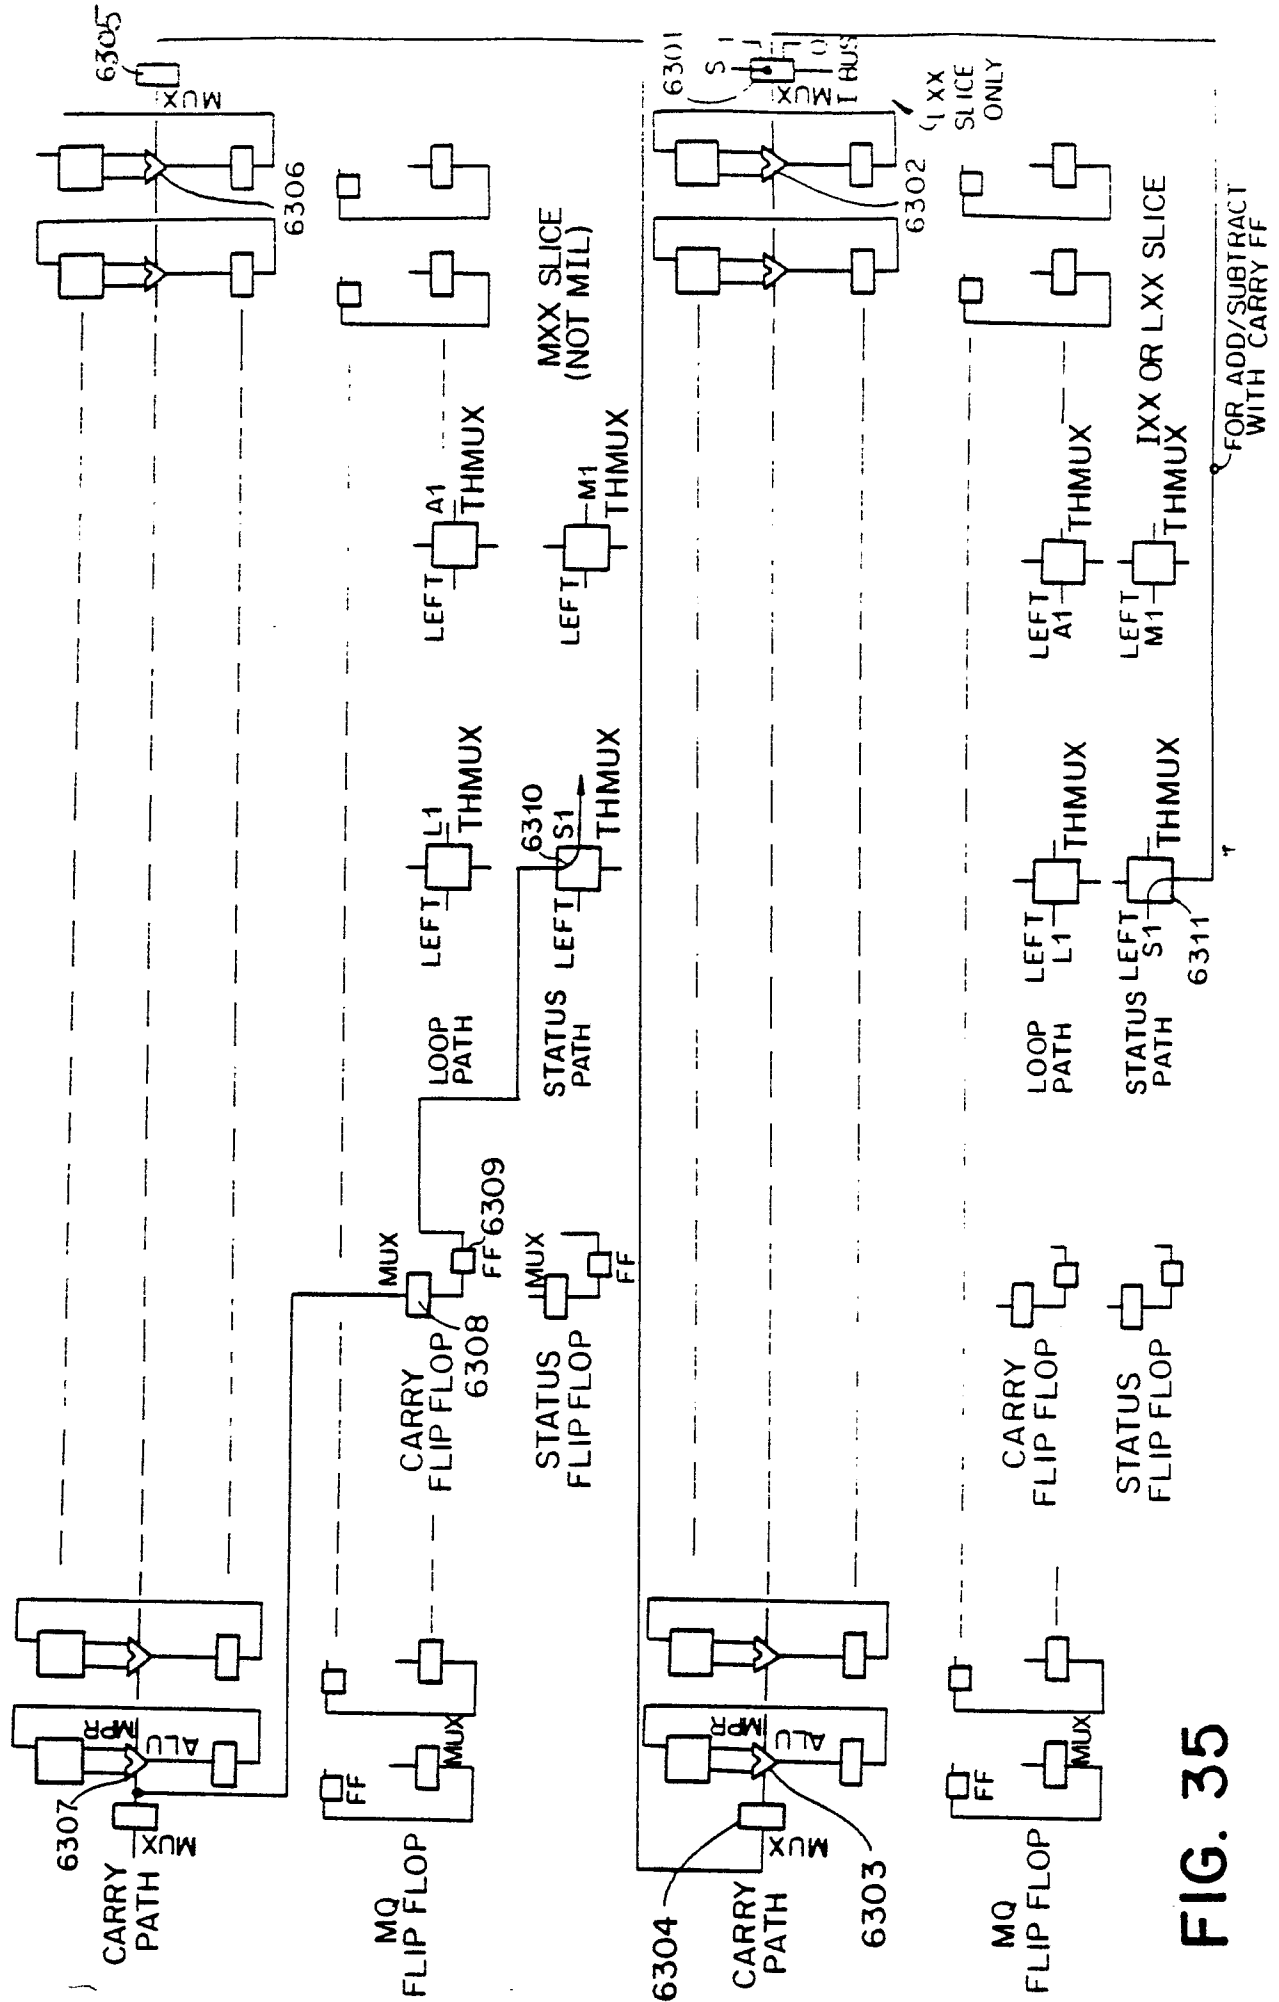 6305
MUX
6306
MPR
ALU
6307
MUX
CARRY
PATH
FF
MUX
MQ
FLIP FLOP
MUX
6308
FF
6309
CARRY
FLIP FLOP
MUX
FF
STATUS
FLIP FLOP
LOOP
PATH
LEFT
L1
THMUX
LEFT
A1
THMUX
STATUS
PATH
LEFT
6310
S1
THMUX
LEFT
M1
THMUX
MXX SLICE
(NOT MIL)
6301
S
1
0
I BUS
MUX
XX
SLICE
ONLY
6302
MPR
ALU
6303
6304
MUX
CARRY
PATH
FF
MUX
MQ
FLIP FLOP
CARRY
FLIP FLOP
STATUS
FLIP FLOP
LOOP
PATH
LEFT
L1
THMUX
LEFT
A1
THMUX
STATUS
PATH
LEFT
S1
THMUX
6311
LEFT
M1
THMUX
IXX OR LXX SLICE
FOR ADD/SUBTRACT
WITH CARRY FF
FIG. 35